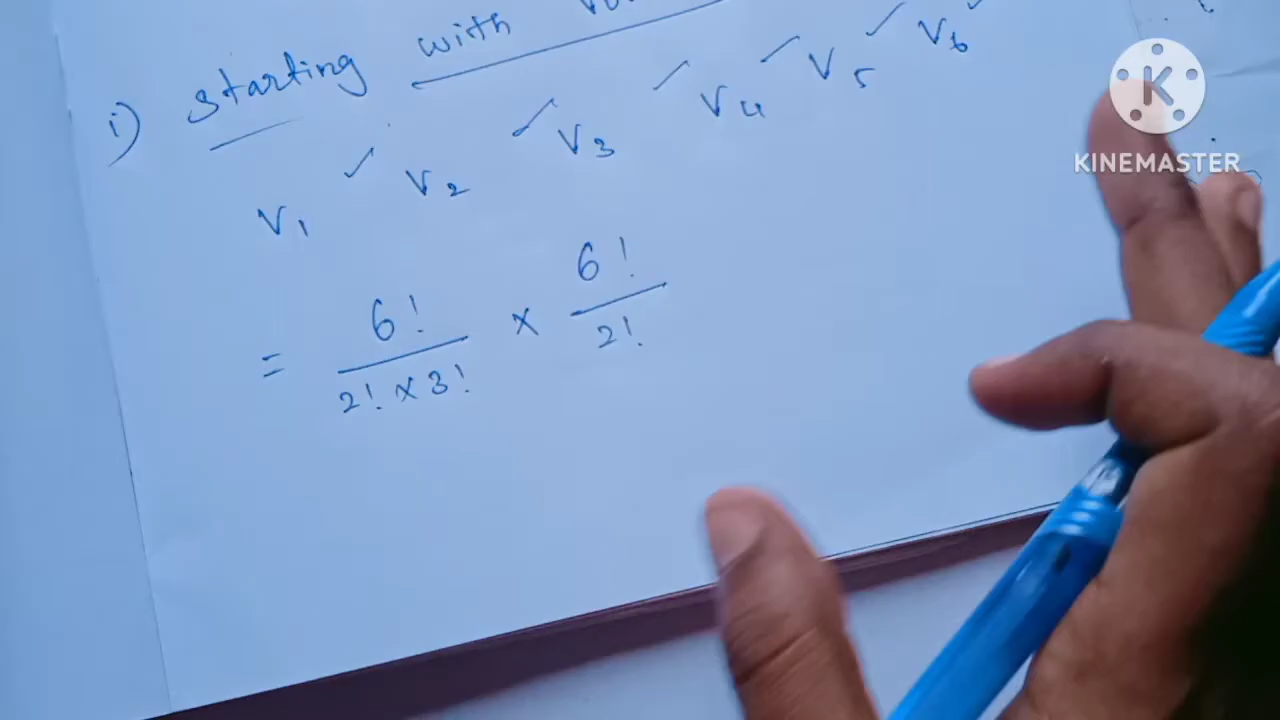 i) starting with
V1 ✓ V2 ✓ V3 ✓ V4 ✓ V5 ✓ V6 ✓
= 6! / 2! × 3! × 6! / 2!
KINEMASTER